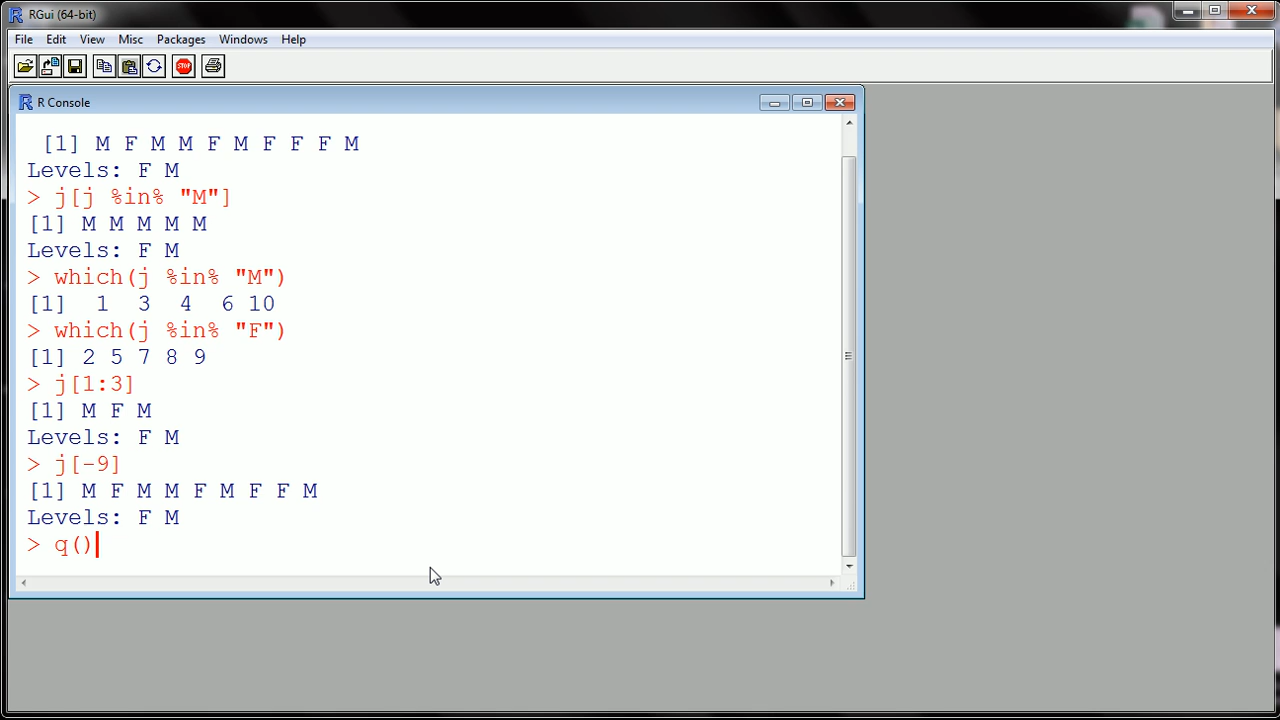 RGui (64-bit)
File Edit View Misc Packages Windows Help
STOP
R Console
[1] M F M M F M F F F M
Levels: F M
> j[j %in% "M"]
[1] M M M M M
Levels: F M
> which(j %in% "M")
[1]  1  3  4  6 10
> which(j %in% "F")
[1] 2 5 7 8 9
> j[1:3]
[1] M F M
Levels: F M
> j[-9]
[1] M F M M F M F F M
Levels: F M
> q()